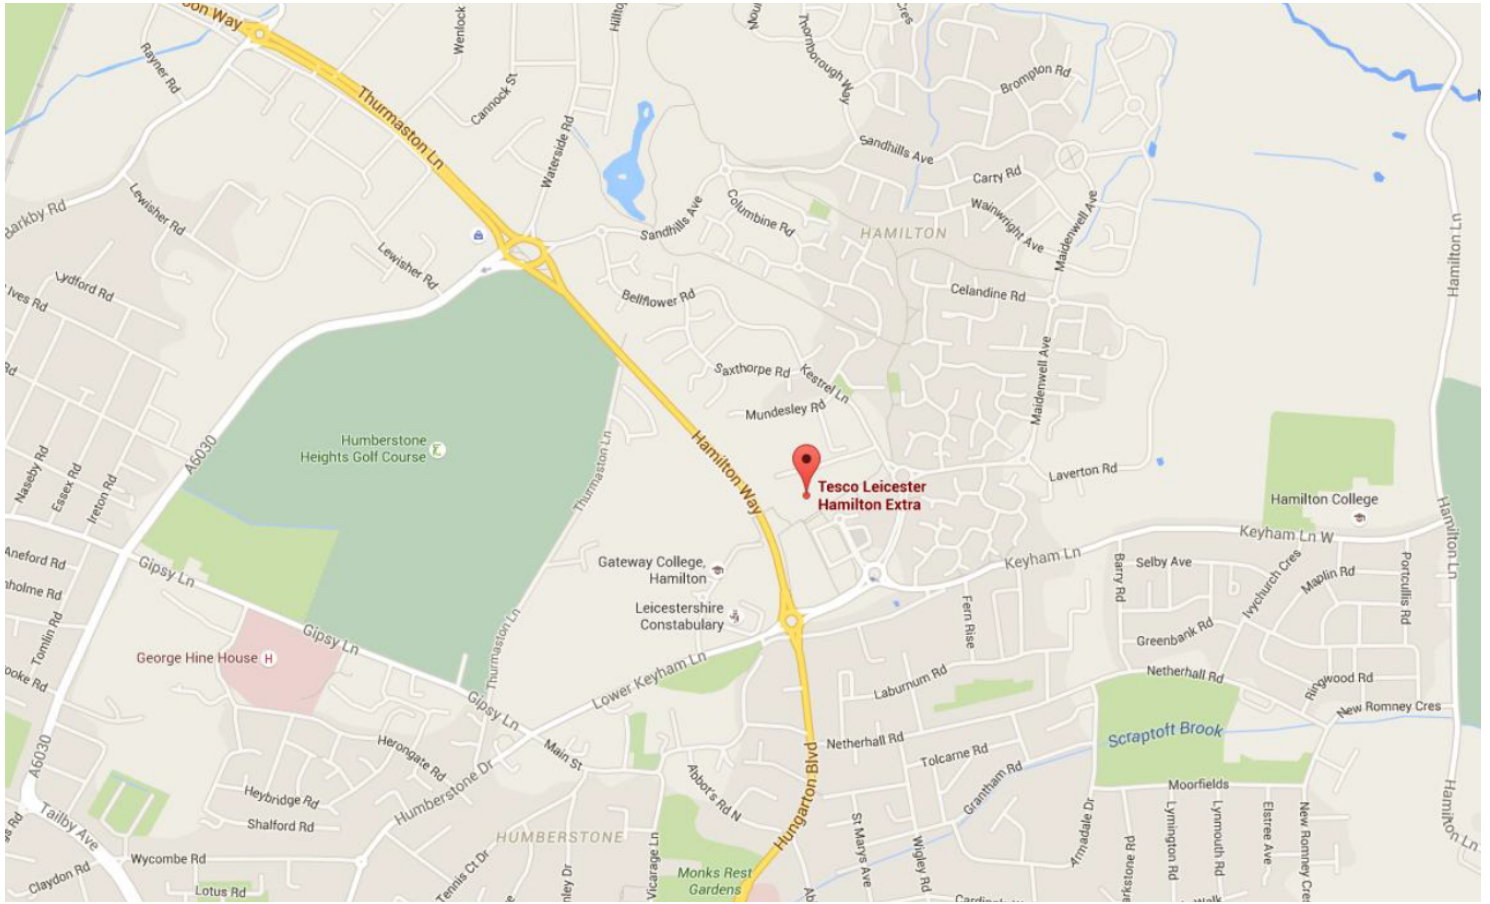 Thurmaston Ln
Rayner Rd
Wenlock
Cannock St
Waterside Rd
Thornborough Way
Cres
Brompton Rd
Sandhills Ave
Carty Rd
Wainwright Ave
Maidenwell Ave
Columbine Rd
Sandhills Ave
HAMILTON
Barkby Rd
Lewisher Rd
Lewisher Rd
Lydford Rd
Ives Rd
Bellflower Rd
Celandine Rd
Hamilton Ln
Saxthorpe Rd
Kestrel Ln
Mundesley Rd
Maidenwell Ave
Naseby Rd
Essex Rd
Ireton Rd
A6030
Humberstone
Heights Golf Course
Thurmaston Ln
Hamilton Way
Tesco Leicester
Hamilton Extra
Laverton Rd
Hamilton College
Hamilton Ln
Keyham Ln W
Keyham Ln
Aneford Rd
Gipsy Ln
Gateway College,
Hamilton
Leicestershire
Constabulary
Barry Rd
Selby Ave
Ivychurch Cres
Maplin Rd
Portcullis Rd
Fern Rise
Greenbank Rd
Tomlin Rd
Gipsy Ln
Thurmaston Ln
George Hine House H
Lower Keyham Ln
Laburnum Rd
Netherhall Rd
Ringwood Rd
New Romney Cres
Gipsy Ln
Main St
Netherhall Rd
Tolcarne Rd
Scraptoft Brook
A6030
Herongate Rd
Humberstone Dr
Abbot's Rd N
Hungarton Blvd
Grantham Rd
Moorfields
Heybridge Rd
Shalford Rd
Tailby Ave
HUMBERSTONE
Vicarage Ln
St Marys Ave
Wigley Rd
Armadale Dr
Lymington Rd
Lynmouth Rd
Elstree Ave
New Romney Cres
Hamilton Ln
Wycombe Rd
Claydon Rd
Lotus Rd
Tennis Ct Dr
Monks Rest
Gardens